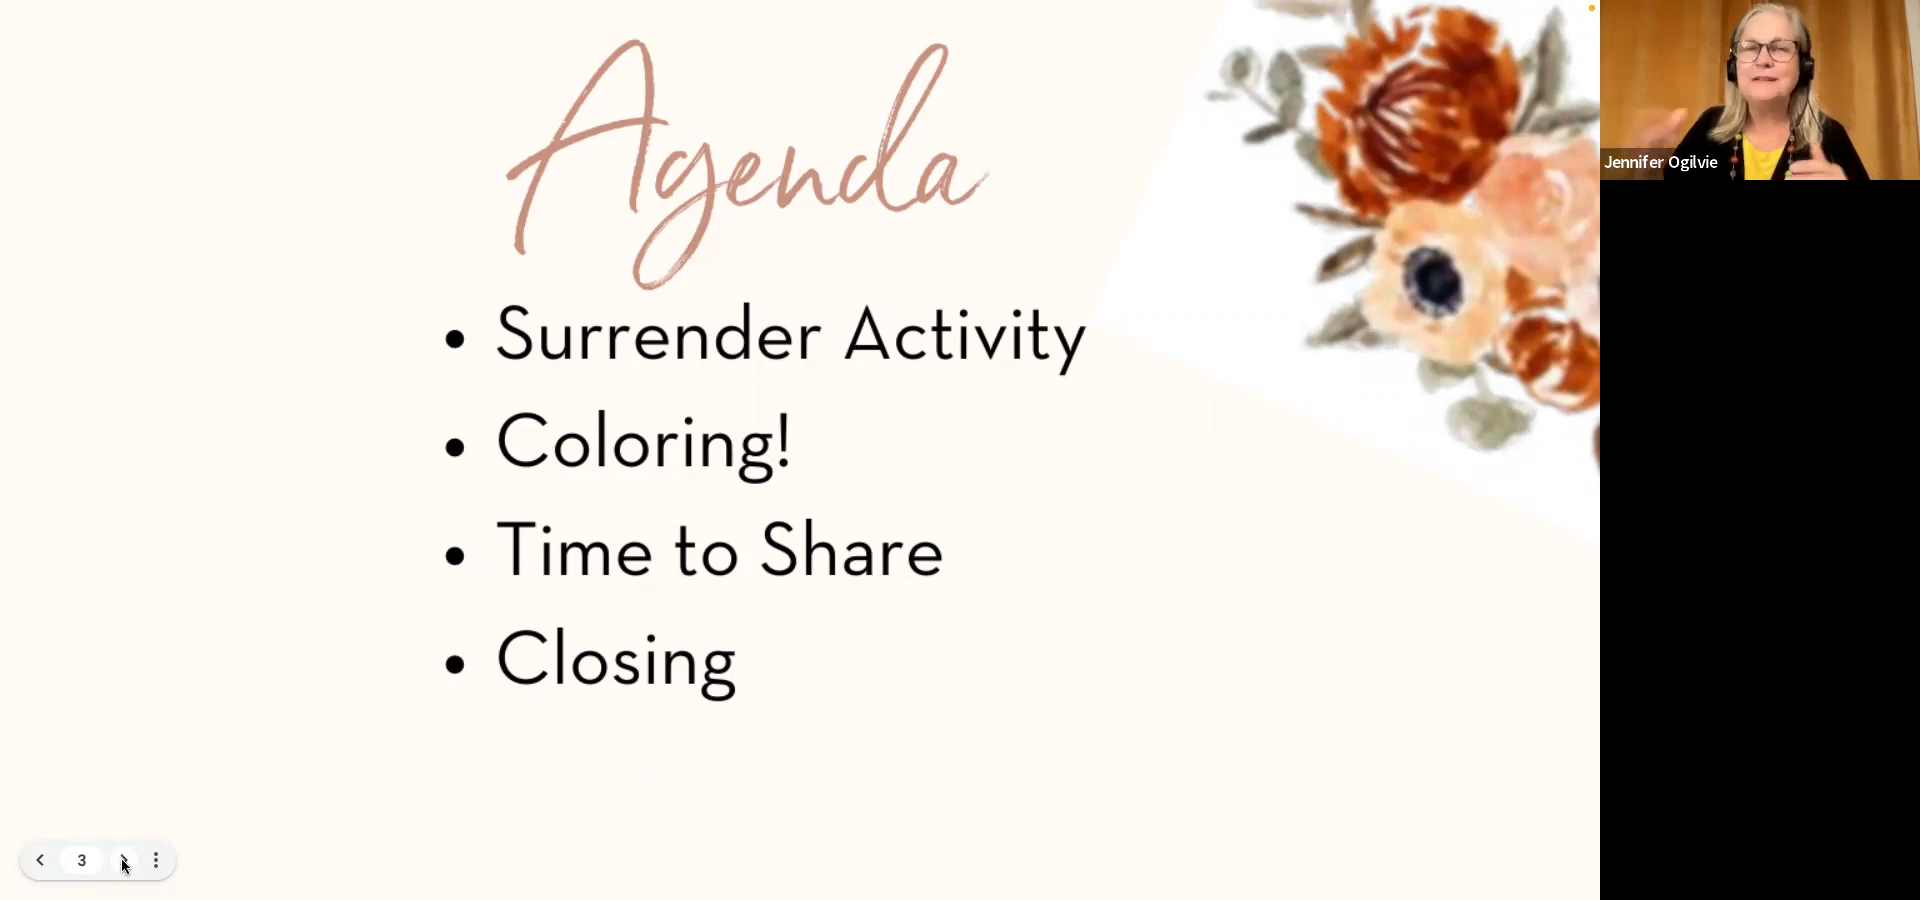 Agenda
• Surrender Activity
• Coloring!
• Time to Share
• Closing
Jennifer Ogilvie
3